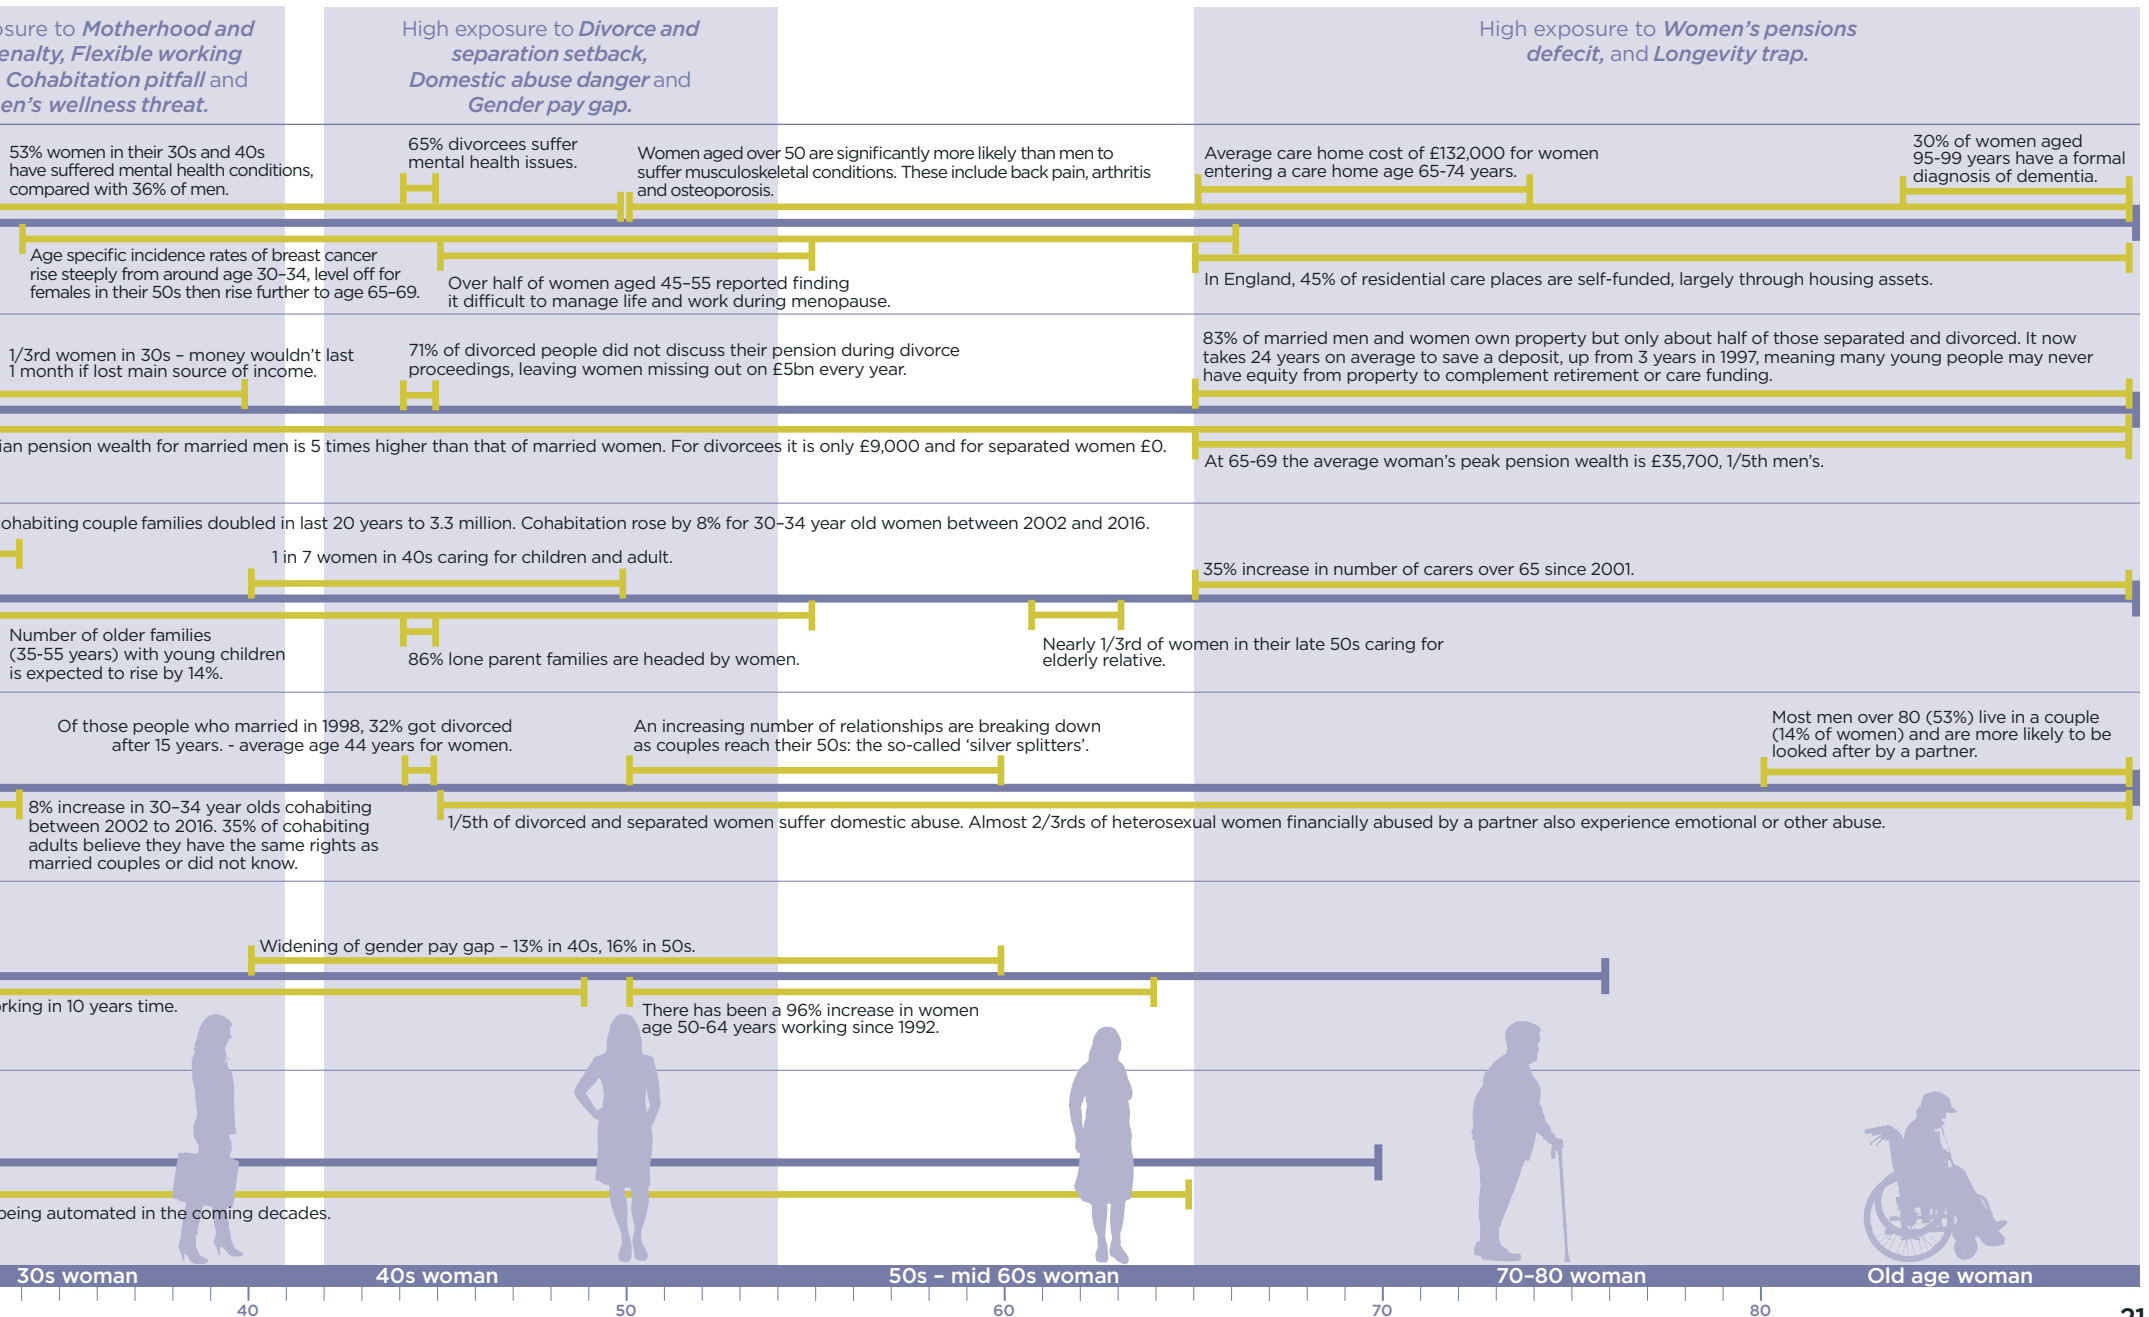 High exposure to Divorce and
separation setback,
Domestic abuse danger and
Gender pay gap.
to Motherhood and
Flexible working
Cohabitation pitfall and
wellness threat.
High exposure to Women's pensions
defecit, and Longevity trap.
53% women in their 30s and 40s
have suffered mental health conditions,
compared with 36% of men.
65% divorcees suffer
mental health issues.
Women aged over 50 are significantly more likely than men to
suffer musculoskeletal conditions. These include back pain, arthritis
and osteoporosis.
Average care home cost of £132,000 for women
entering a care home age 65-74 years.
30% of women aged
95-99 years have a formal
diagnosis of dementia.
Age specific incidence rates of breast cancer
rise steeply from around age 30–34, level off for
females in their 50s then rise further to age 65–69.
Over half of women aged 45–55 reported finding
it difficult to manage life and work during menopause.
In England, 45% of residential care places are self-funded, largely through housing assets.
1/3rd women in 30s – money wouldn't last
1 month if lost main source of income.
71% of divorced people did not discuss their pension during divorce
proceedings, leaving women missing out on £5bn every year.
83% of married men and women own property but only about half of those separated and divorced. It now
takes 24 years on average to save a deposit, up from 3 years in 1997, meaning many young people may never
have equity from property to complement retirement or care funding.
pension wealth for married men is 5 times higher than that of married women. For divorcees it is only £9,000 and for separated women £0.
At 65-69 the average woman's peak pension wealth is £35,700, 1/5th men's.
couple families doubled in last 20 years to 3.3 million. Cohabitation rose by 8% for 30–34 year old women between 2002 and 2016.
1 in 7 women in 40s caring for children and adult.
35% increase in number of carers over 65 since 2001.
Number of older families
(35-55 years) with young children
is expected to rise by 14%.
86% lone parent families are headed by women.
Nearly 1/3rd of women in their late 50s caring for
elderly relative.
Of those people who married in 1998, 32% got divorced
after 15 years. - average age 44 years for women.
An increasing number of relationships are breaking down
as couples reach their 50s: the so-called 'silver splitters'.
Most men over 80 (53%) live in a couple
(14% of women) and are more likely to be
looked after by a partner.
8% increase in 30–34 year olds cohabiting
between 2002 to 2016. 35% of cohabiting
adults believe they have the same rights as
married couples or did not know.
1/5th of divorced and separated women suffer domestic abuse. Almost 2/3rds of heterosexual women financially abused by a partner also experience emotional or other abuse.
Widening of gender pay gap – 13% in 40s, 16% in 50s.
in 10 years time.
There has been a 96% increase in women
age 50-64 years working since 1992.
being automated in the coming decades.
30s woman
40s woman
50s – mid 60s woman
70–80 woman
Old age woman
40
50
60
70
80